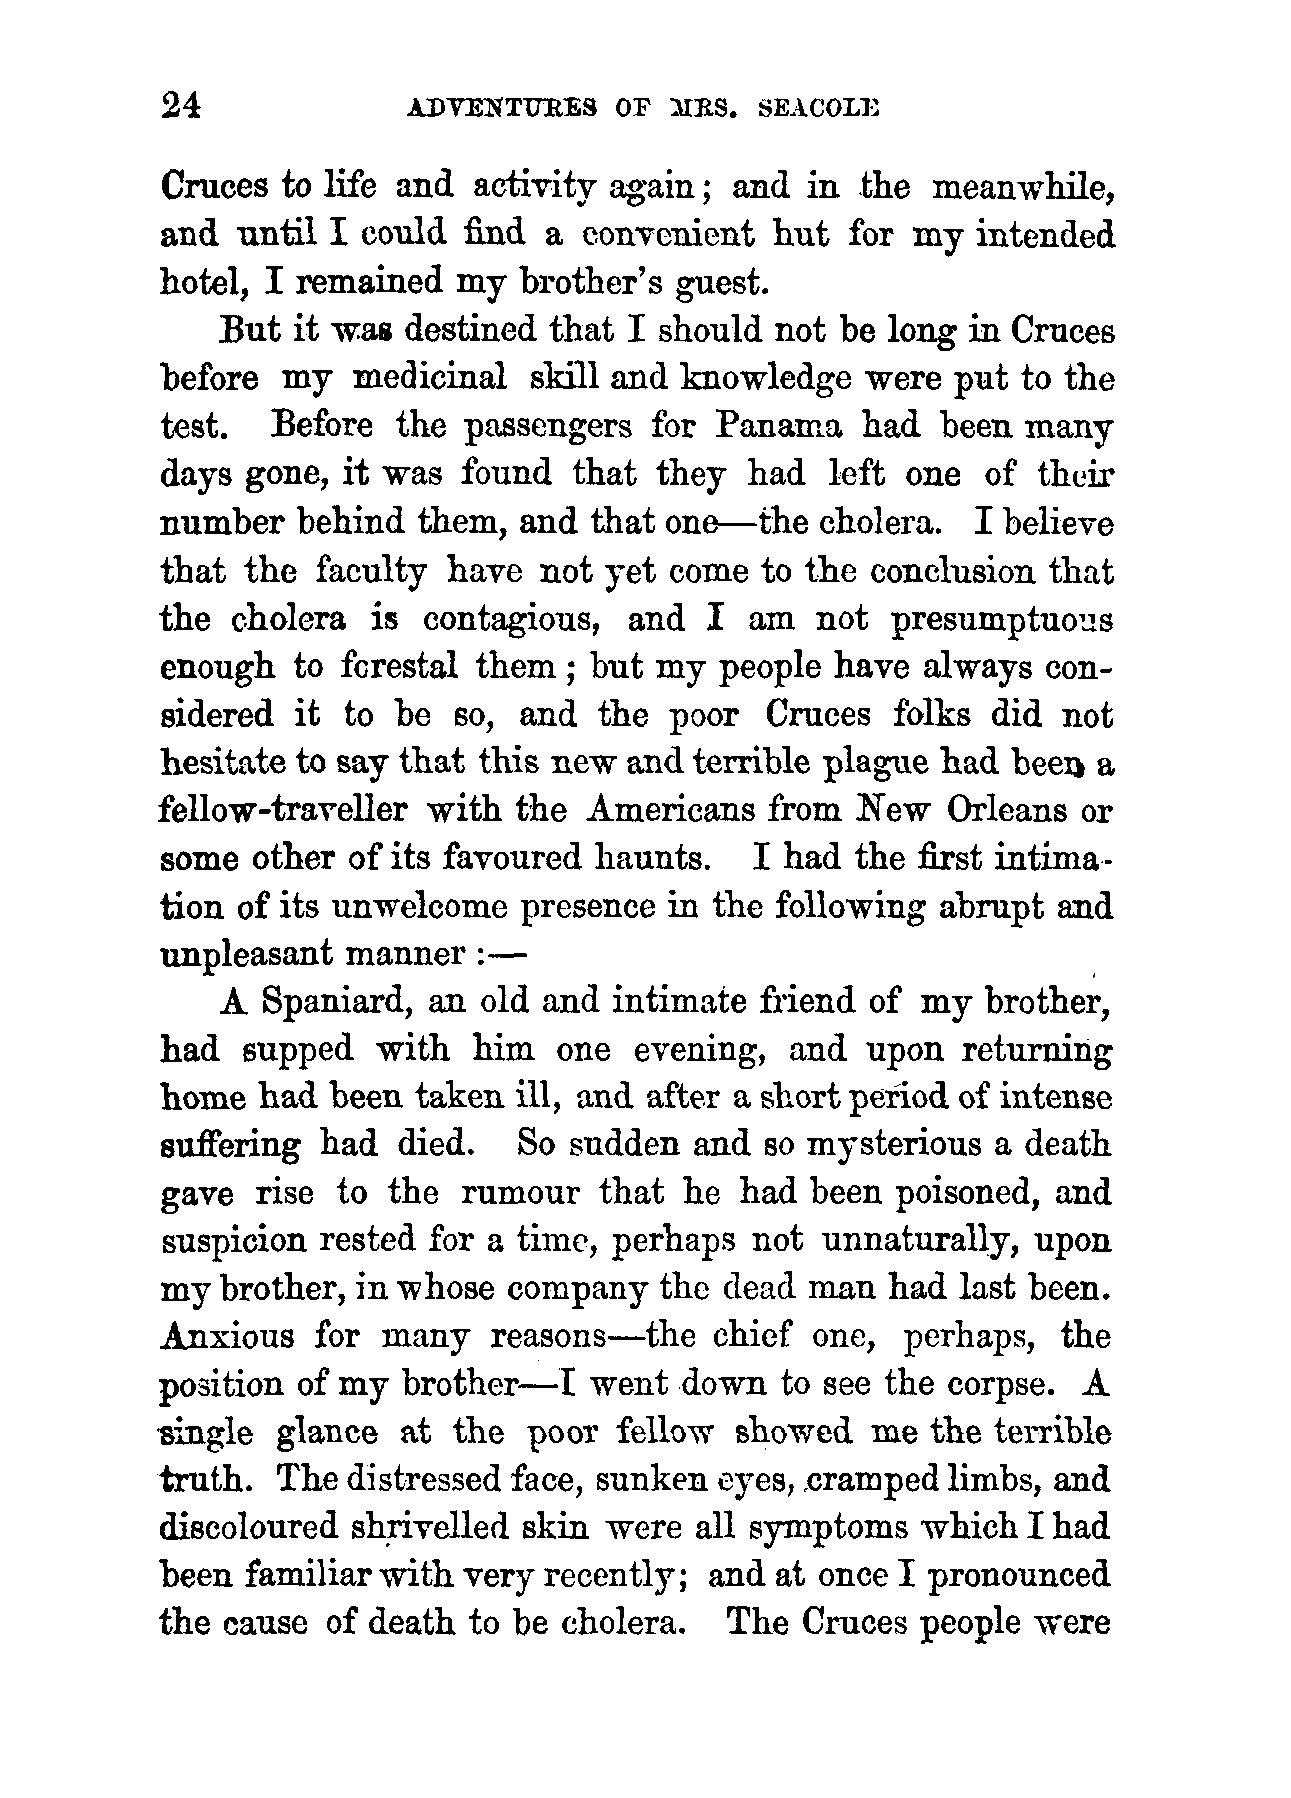 24 ADVENTURES OF MRS. SEACOLE
Cruces to life and activity again; and in the meanwhile,
and until I could find a convenient hut for my intended
hotel, I remained my brother's guest.
But it was destined that I should not be long in Cruces
before my medicinal skill and knowledge were put to the
test. Before the passengers for Panama had been many
days gone, it was found that they had left one of their
number behind them, and that one—the cholera. I believe
that the faculty have not yet come to the conclusion that
the cholera is contagious, and I am not presumptuous
enough to forestal them; but my people have always con-
sidered it to be so, and the poor Cruces folks did not
hesitate to say that this new and terrible plague had been a
fellow-traveller with the Americans from New Orleans or
some other of its favoured haunts. I had the first intima-
tion of its unwelcome presence in the following abrupt and
unpleasant manner:—
A Spaniard, an old and intimate friend of my brother,
had supped with him one evening, and upon returning
home had been taken ill, and after a short period of intense
suffering had died. So sudden and so mysterious a death
gave rise to the rumour that he had been poisoned, and
suspicion rested for a time, perhaps not unnaturally, upon
my brother, in whose company the dead man had last been.
Anxious for many reasons—the chief one, perhaps, the
position of my brother—I went down to see the corpse. A
single glance at the poor fellow showed me the terrible
truth. The distressed face, sunken eyes, cramped limbs, and
discoloured shrivelled skin were all symptoms which I had
been familiar with very recently; and at once I pronounced
the cause of death to be cholera. The Cruces people were